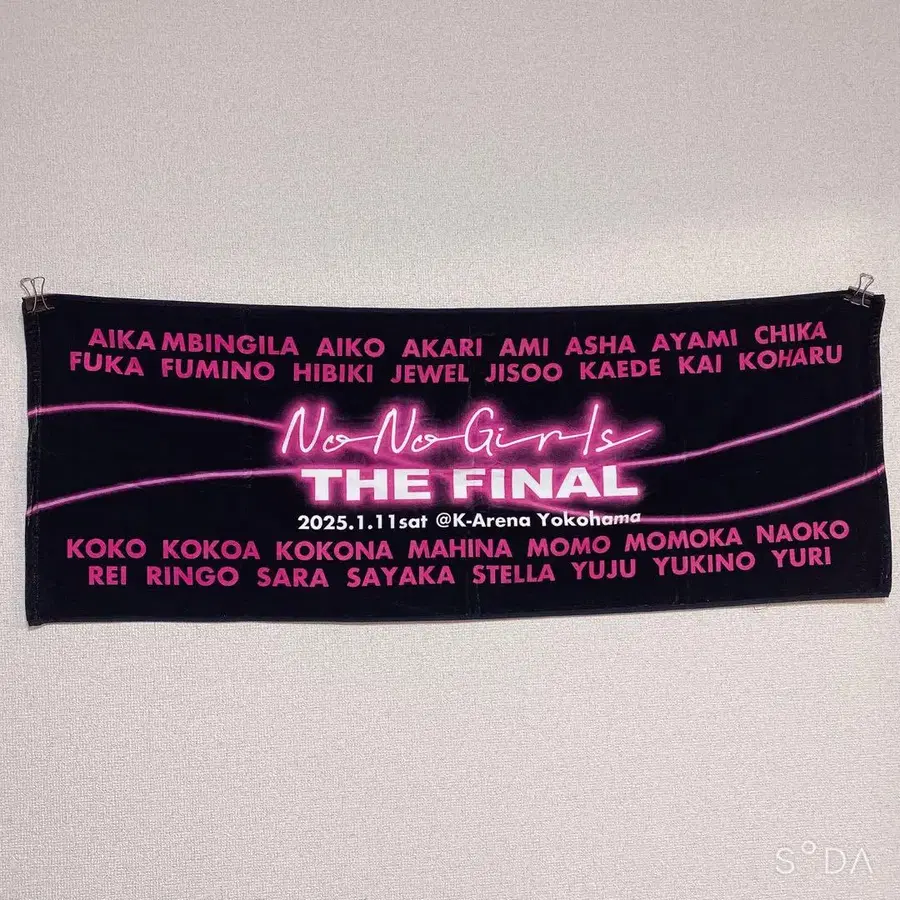 AIKA MBINGILA AIKO AKARI AMI ASHA AYAMI CHIKA
FUKA FUMINO HIBIKI JEWEL JISOO KAEDE KAI KOHARU
No No Girls
THE FINAL
2025.1.11sat @K-Arena Yokohama
KOKO KOKOA KOKONA MAHINA MOMO MOMOKA NAOKO
REI RINGO SARA SAYAKA STELLA YUJU YUKINO YURI
SODA